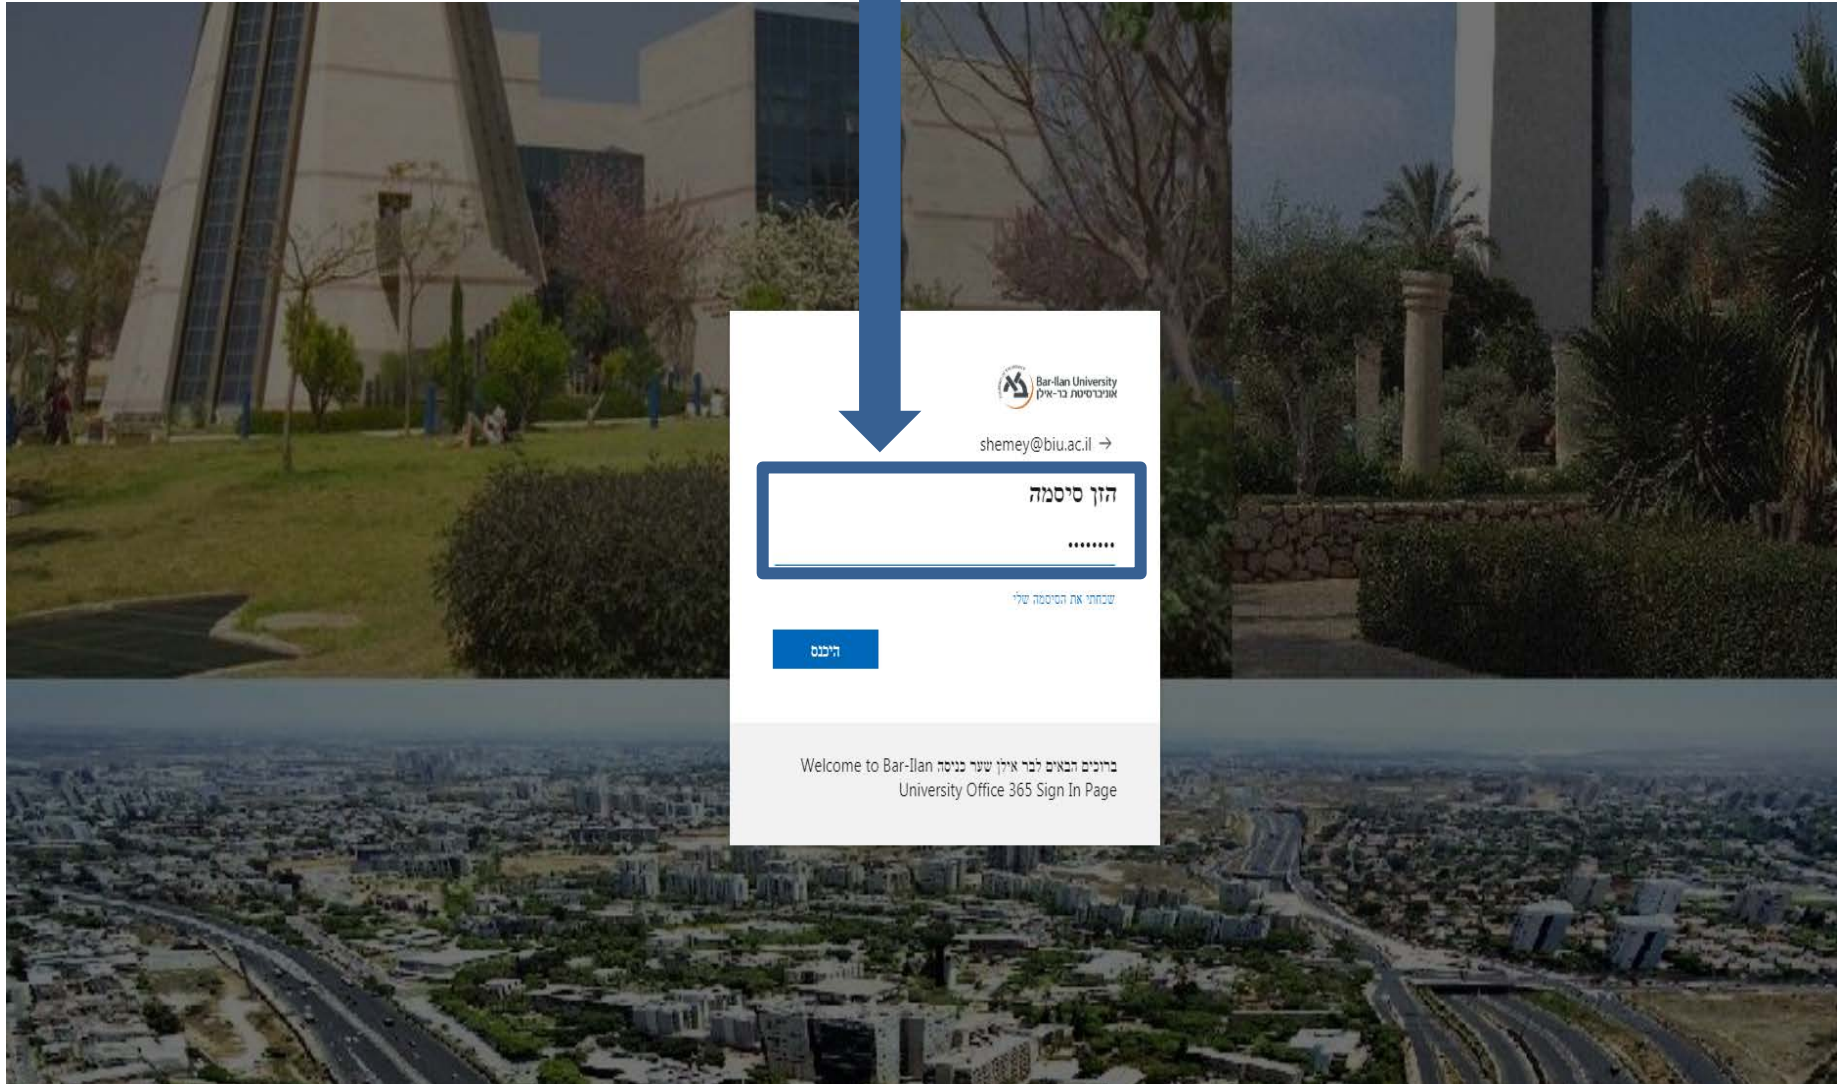 Bar-Ilan University
אוניברסיטת בר-אילן
shemey@biu.ac.il →
הזן סיסמה
••••••••
שכחתי את הסיסמה שלי
היכנס
ברוכים הבאים לבר אילן שער כניסה Welcome to Bar-Ilan
University Office 365 Sign In Page